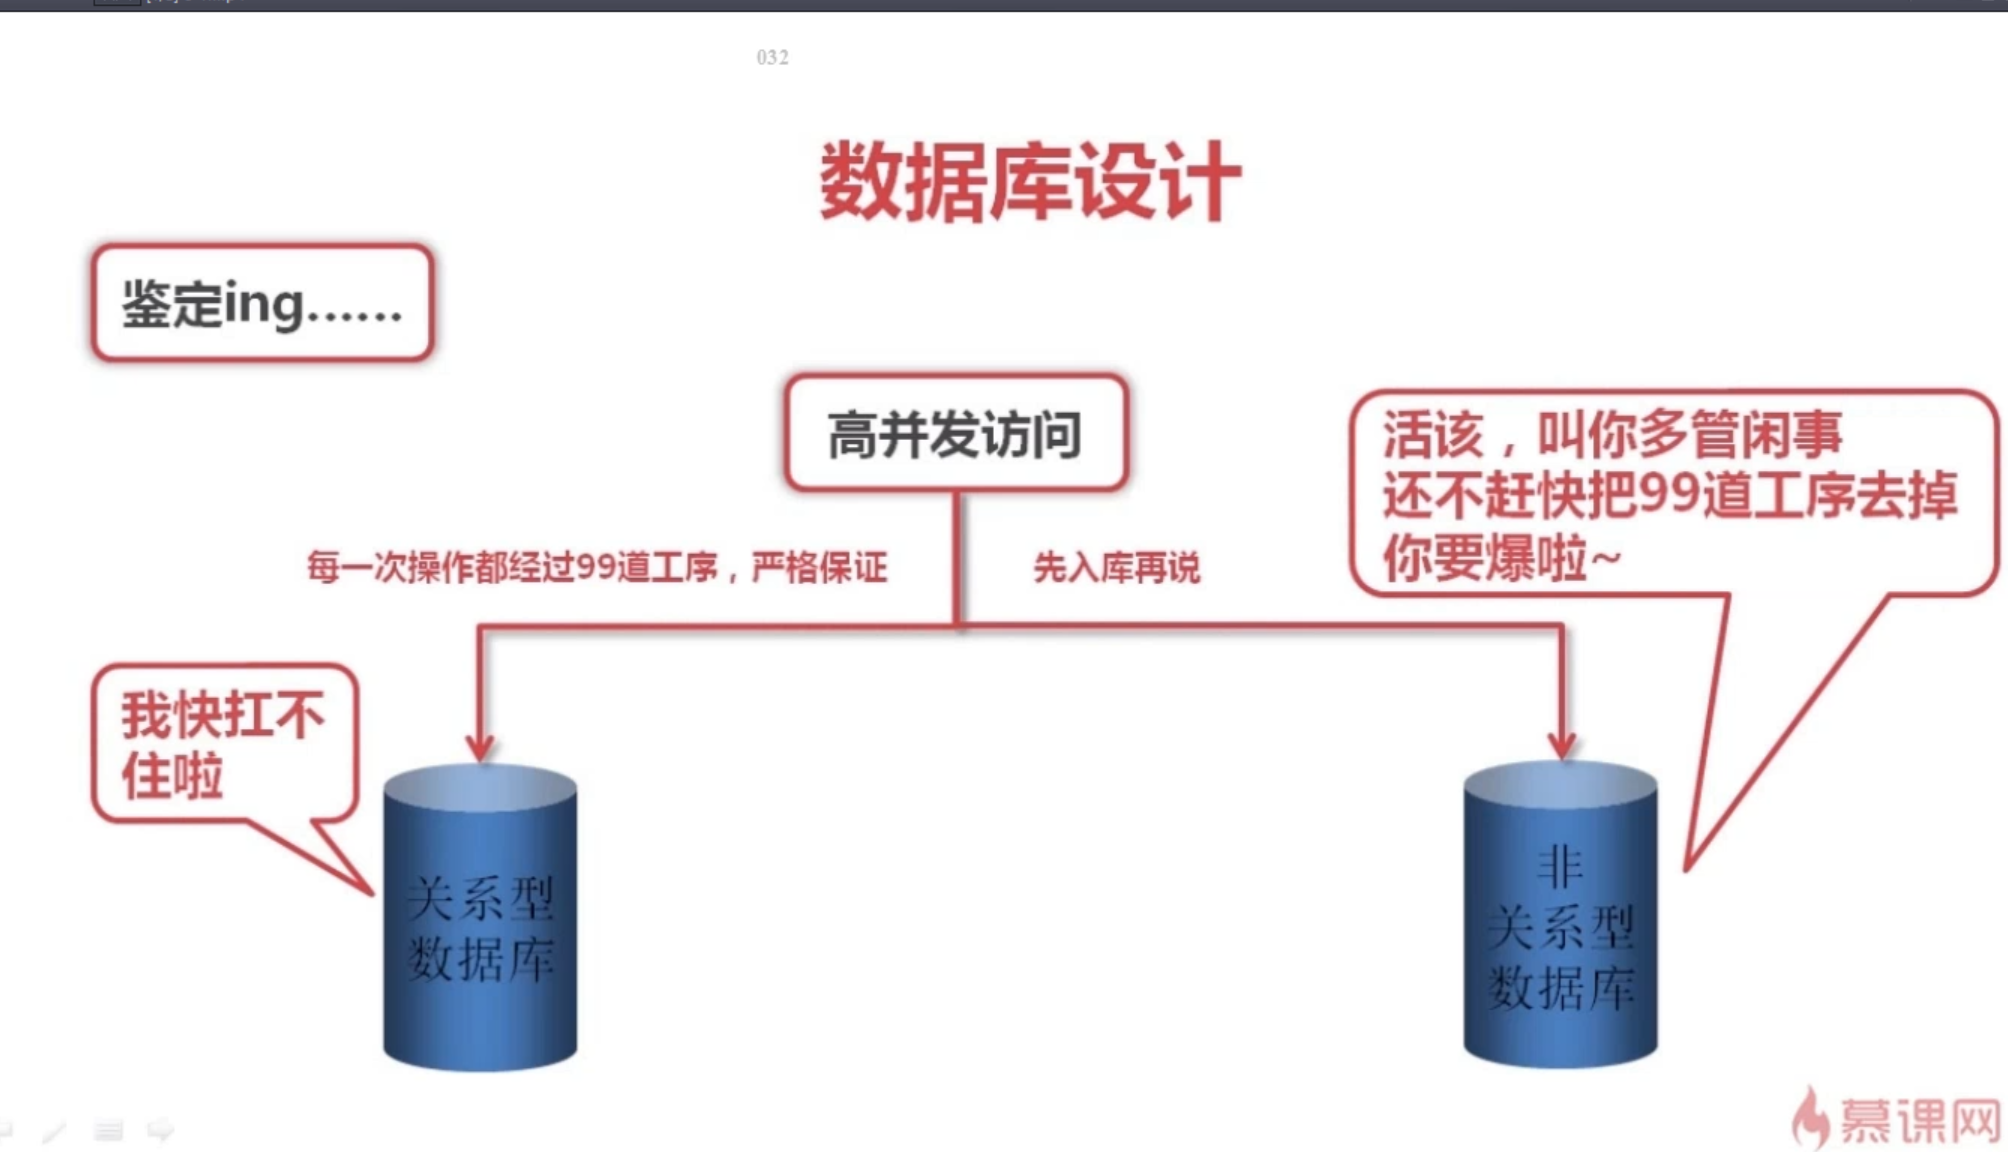 032
数据库设计
鉴定ing......
高并发访问
活该，叫你多管闲事
还不赶快把99道工序去掉
你要爆啦~
每一次操作都经过99道工序，严格保证
先入库再说
我快扛不
住啦
关系型
数据库
非
关系型
数据库
慕课网